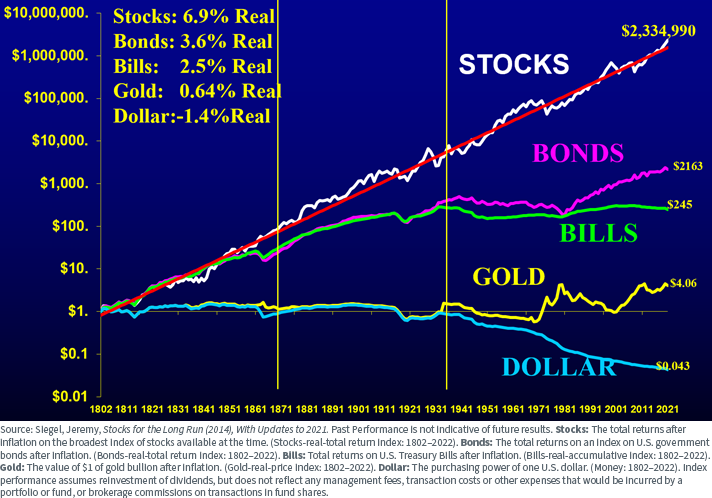 $10,000,000.
$1,000,000.
$100,000.
$10,000.
$1,000.
$100.
$10.
$1.
$0.1
$0.01
Stocks: 6.9% Real
Bonds: 3.6% Real
Bills: 2.5% Real
Gold: 0.64% Real
Dollar:-1.4%Real
$2,334,990
STOCKS
BONDS
$2163
$245
BILLS
GOLD
$4.06
DOLLAR
$0.043
1802 1811 1821 1831 1841 1851 1861 1871 1881 1891 1901 1911 1921 1931 1941 1951 1961 1971 1981 1991 2001 2011 2021
Source: Siegel, Jeremy, Stocks for the Long Run (2014), With Updates to 2021. Past Performance is not indicative of future results. Stocks: The total returns after
inflation on the broadest index of stocks available at the time. (Stocks-real-total return Index: 1802–2022). Bonds: The total returns on an Index on U.S. government
bonds after inflation. (Bonds-real-total return Index: 1802–2022). Bills: Total returns on U.S. Treasury Bills after inflation. (Bills-real-accumulative Index: 1802–2022).
Gold: The value of $1 of gold bullion after inflation. (Gold-real-price Index: 1802–2022). Dollar: The purchasing power of one U.S. dollar. (Money: 1802–2022). Index
performance assumes reinvestment of dividends, but does not reflect any management fees, transaction costs or other expenses that would be incurred by a
portfolio or fund, or brokerage commissions on transactions in fund shares.